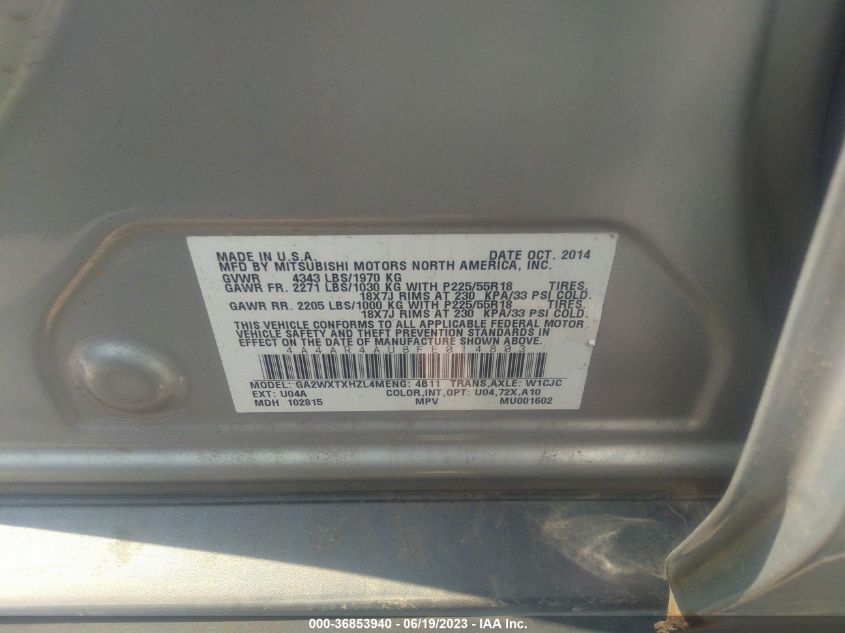 MADE IN U.S.A. DATE OCT. 2014
MFD BY MITSUBISHI MOTORS NORTH AMERICA, INC.
GVWR 4343 LBS/1970 KG
GAWR FR. 2271 LBS/1030 KG WITH P225/55R18 TIRES,
18X7J RIMS AT 230 KPA/33 PSI COLD.
GAWR RR. 2205 LBS/1000 KG WITH P225/55R18 TIRES,
18X7J RIMS AT 230 KPA/33 PSI COLD.
THIS VEHICLE CONFORMS TO ALL APPLICABLE FEDERAL MOTOR
VEHICLE SAFETY AND THEFT PREVENTION STANDARDS IN
EFFECT ON THE DATE OF MANUFACTURE SHOWN ABOVE.
4A4AR4AU8FE014803
MODEL: GA2WXTXHZL4MENG: 4B11 TRANS,AXLE: W1CJC
EXT: U04A COLOR,INT,OPT: U04,72X,A10
MDH 102815 MPV MU001602
000-36853940 - 06/19/2023 - IAA Inc.